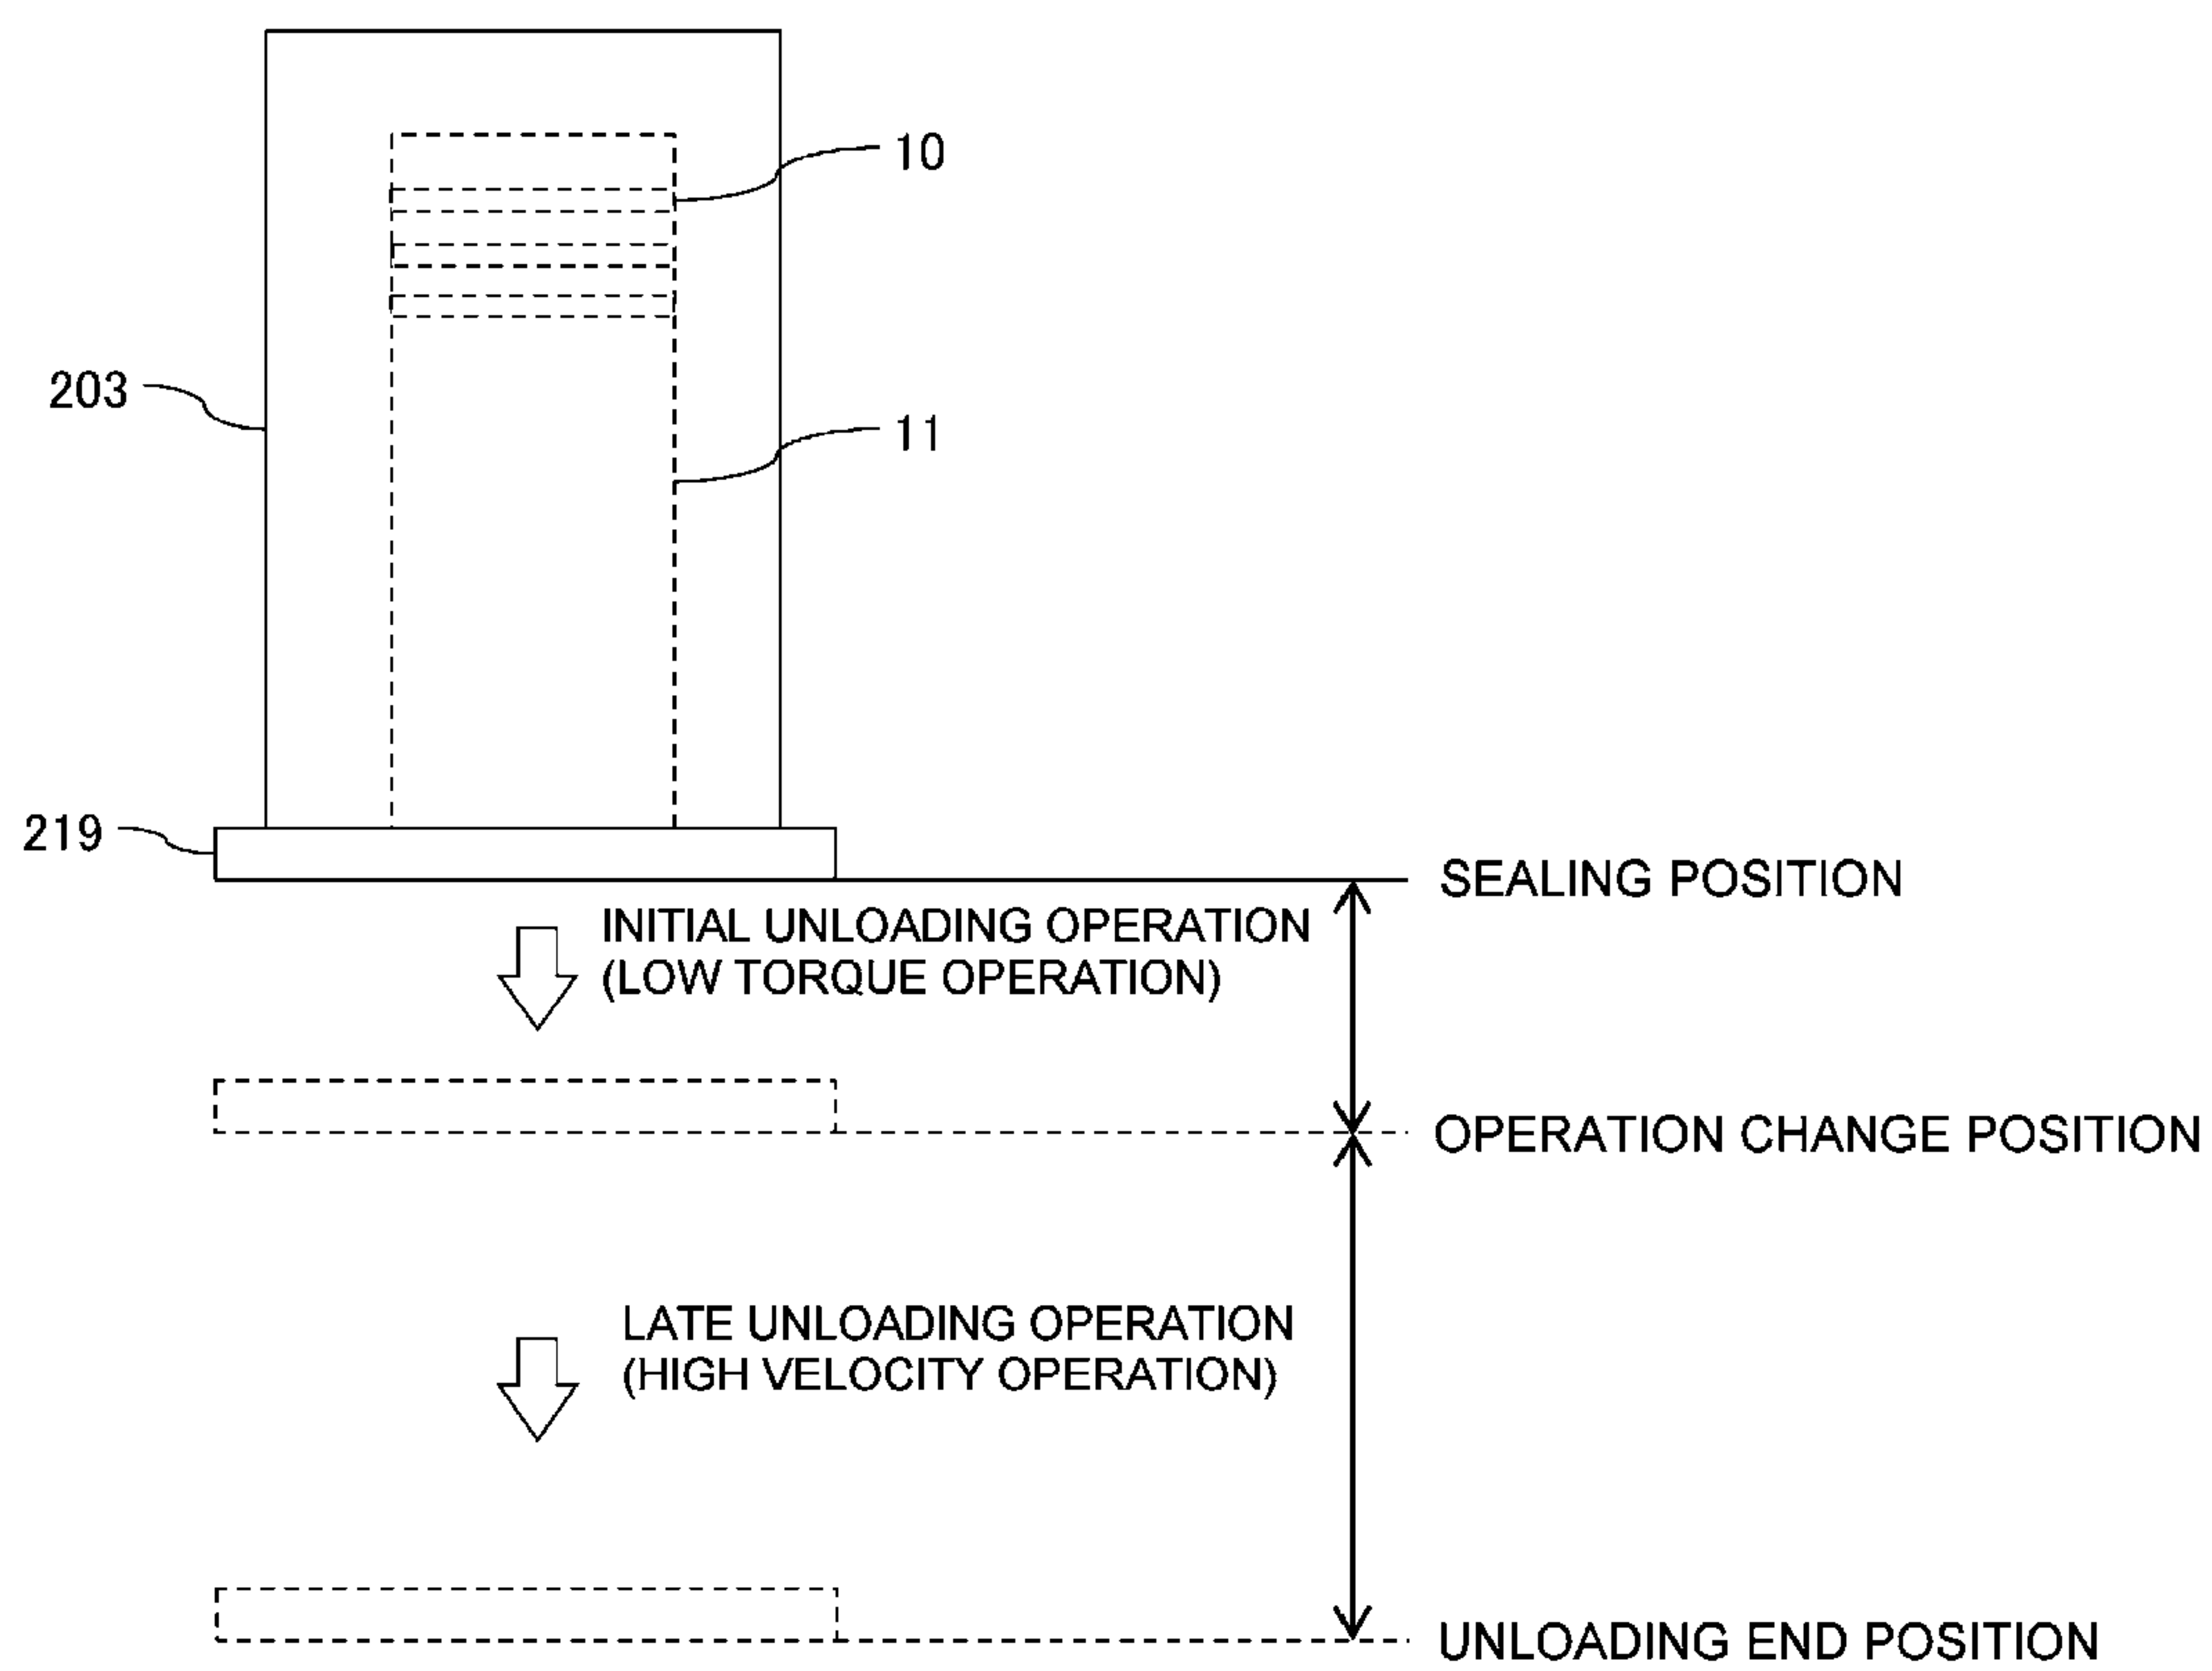 10
203
11
219
SEALING POSITION
INITIAL UNLOADING OPERATION
(LOW TORQUE OPERATION)
OPERATION CHANGE POSITION
LATE UNLOADING OPERATION
(HIGH VELOCITY OPERATION)
UNLOADING END POSITION